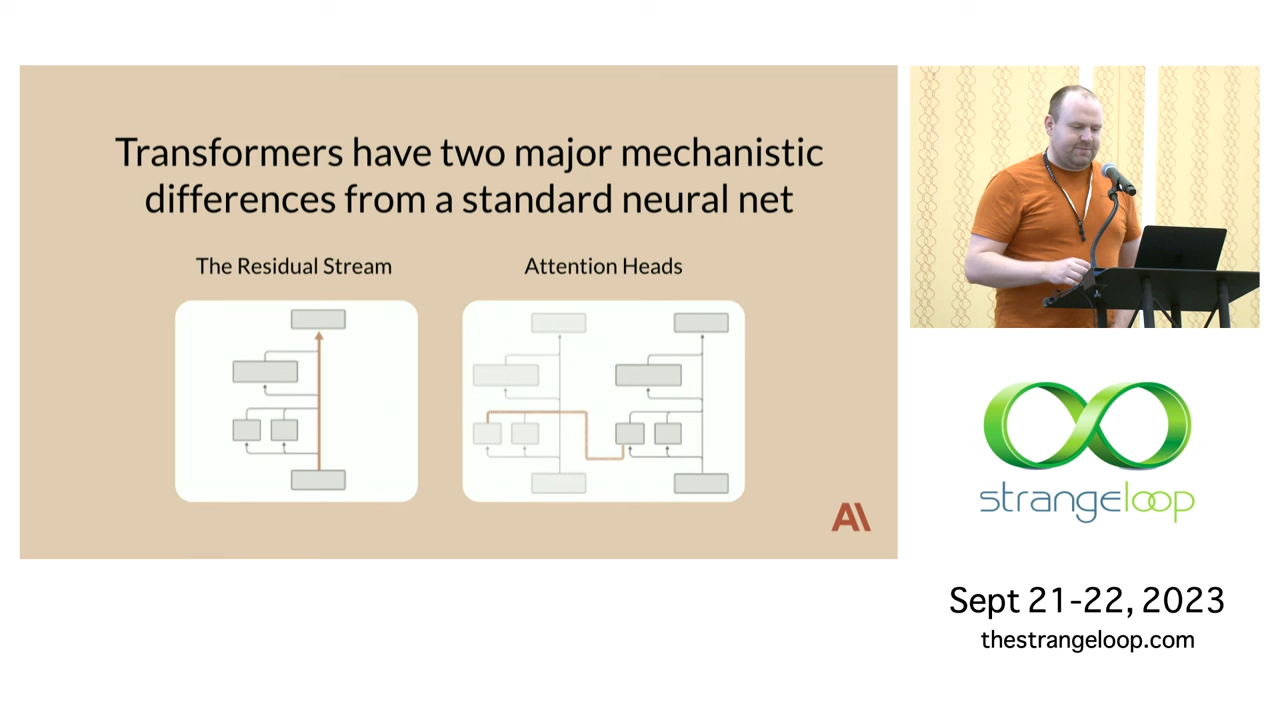 Transformers have two major mechanistic
differences from a standard neural net
The Residual Stream
Attention Heads
AI
strangeloop
Sept 21-22, 2023
thestrangeloop.com